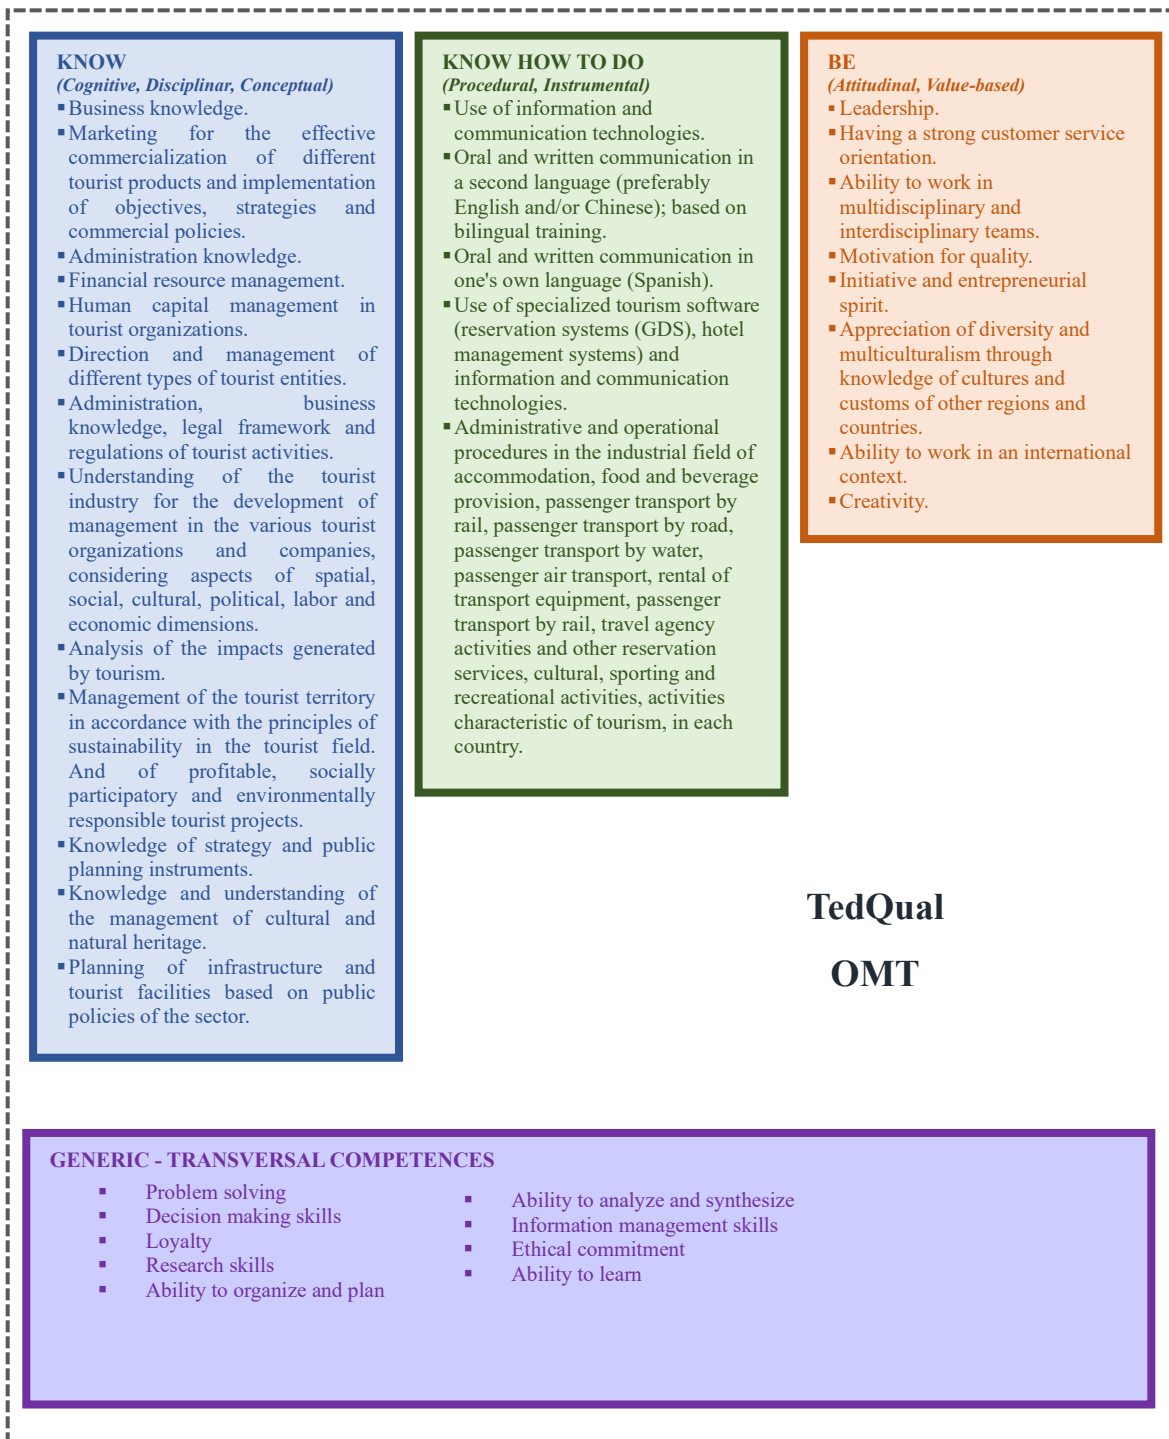 KNOW
(Cognitive, Disciplinar, Conceptual)
▪Business knowledge.
▪Marketing for the effective
commercialization of different
tourist products and implementation
of objectives, strategies and
commercial policies.
▪Administration knowledge.
▪Financial resource management.
▪Human capital management in
tourist organizations.
▪Direction and management of
different types of tourist entities.
▪Administration, business
knowledge, legal framework and
regulations of tourist activities.
▪Understanding of the tourist
industry for the development of
management in the various tourist
organizations and companies,
considering aspects of spatial,
social, cultural, political, labor and
economic dimensions.
▪Analysis of the impacts generated
by tourism.
▪Management of the tourist territory
in accordance with the principles of
sustainability in the tourist field.
And of profitable, socially
participatory and environmentally
responsible tourist projects.
▪Knowledge of strategy and public
planning instruments.
▪Knowledge and understanding of
the management of cultural and
natural heritage.
▪Planning of infrastructure and
tourist facilities based on public
policies of the sector.
KNOW HOW TO DO
(Procedural, Instrumental)
▪Use of information and
communication technologies.
▪Oral and written communication in
a second language (preferably
English and/or Chinese); based on
bilingual training.
▪Oral and written communication in
one's own language (Spanish).
▪Use of specialized tourism software
(reservation systems (GDS), hotel
management systems) and
information and communication
technologies.
▪Administrative and operational
procedures in the industrial field of
accommodation, food and beverage
provision, passenger transport by
rail, passenger transport by road,
passenger transport by water,
passenger air transport, rental of
transport equipment, passenger
transport by rail, travel agency
activities and other reservation
services, cultural, sporting and
recreational activities, activities
characteristic of tourism, in each
country.
BE
(Attitudinal, Value-based)
▪ Leadership.
▪Having a strong customer service
orientation.
▪Ability to work in
multidisciplinary and
interdisciplinary teams.
▪Motivation for quality.
▪Initiative and entrepreneurial
spirit.
▪Appreciation of diversity and
multiculturalism through
knowledge of cultures and
customs of other regions and
countries.
▪Ability to work in an international
context.
▪Creativity.
TedQual
OMT
GENERIC - TRANSVERSAL COMPETENCES
▪ Problem solving
▪ Decision making skills
▪ Loyalty
▪ Research skills
▪ Ability to organize and plan
▪ Ability to analyze and synthesize
▪ Information management skills
▪ Ethical commitment
▪ Ability to learn